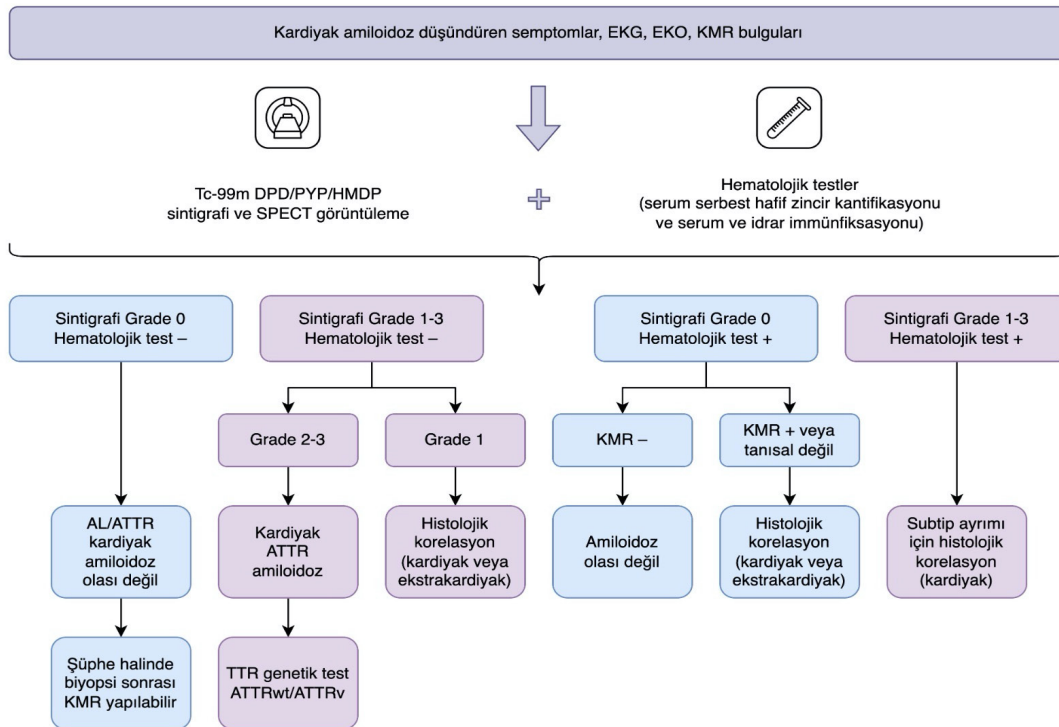 Kardiyak amiloidoz düşündüren semptomlar, EKG, EKO, KMR bulguları
Tc-99m DPD/PYP/HMDP
sintigrafi ve SPECT görüntüleme
+
Hematolojik testler
(serum serbest hafif zincir kantifikasyonu
ve serum ve idrar immünfiksasyonu)
Sintigrafi Grade 0
Hematolojik test –
Sintigrafi Grade 1-3
Hematolojik test –
Sintigrafi Grade 0
Hematolojik test +
Sintigrafi Grade 1-3
Hematolojik test +
Grade 2-3
Grade 1
KMR –
KMR + veya
tanısal değil
AL/ATTR
kardiyak
amiloidoz
olası değil
Kardiyak
ATTR
amiloidoz
Histolojik
korelasyon
(kardiyak veya
ekstrakardiyak)
Amiloidoz
olası değil
Histolojik
korelasyon
(kardiyak veya
ekstrakardiyak)
Subtip ayrımı
için histolojik
korelasyon
(kardiyak)
Şüphe halinde
biyopsi sonrası
KMR yapılabilir
TTR genetik test
ATTRwt/ATTRv